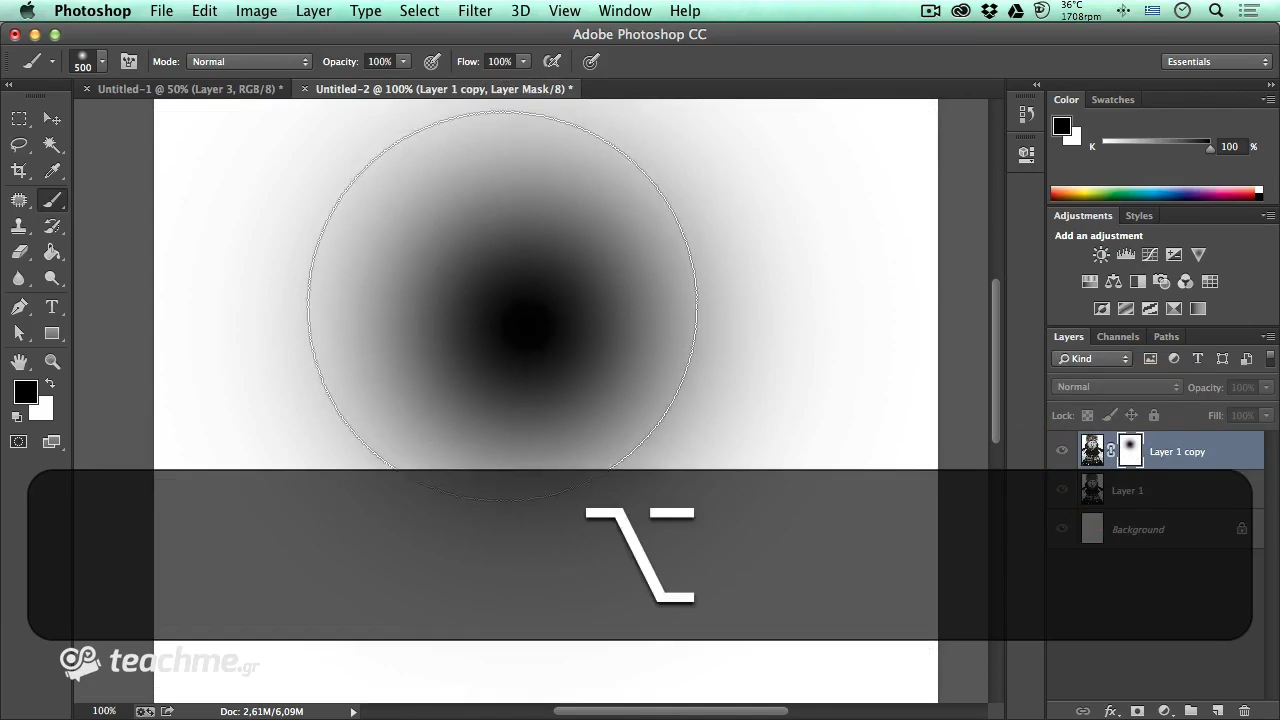 Photoshop File Edit Image Layer Type Select Filter 3D View Window Help 36°C 1708rpm
Adobe Photoshop CC
500 Mode: Normal Opacity: 100% Flow: 100% Essentials
Untitled-1 @ 50% (Layer 3, RGB/8) * Untitled-2 @ 100% (Layer 1 copy, Layer Mask/8) *
Color Swatches
K 100 %
Adjustments Styles
Add an adjustment
Layers Channels Paths
Kind
Normal Opacity: 100%
Lock: Fill: 100%
Layer 1 copy
Layer 1
Background
teachme.gr
100% Doc: 2,61M/6,09M